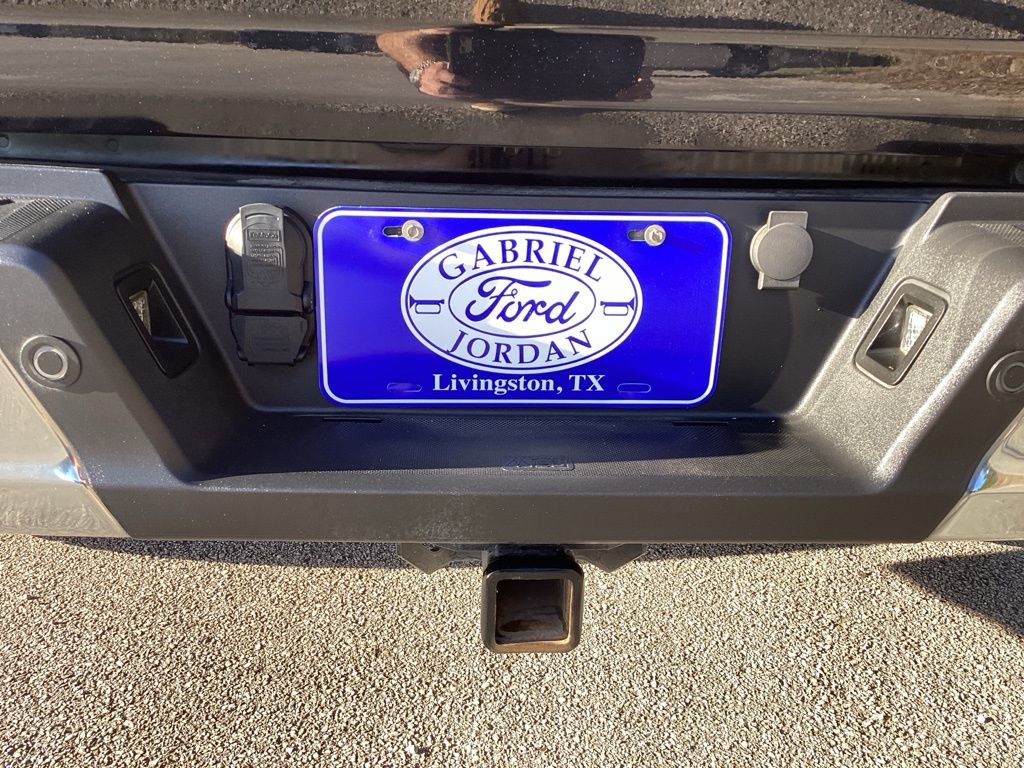 GABRIEL
Ford
JORDAN
Livingston, TX